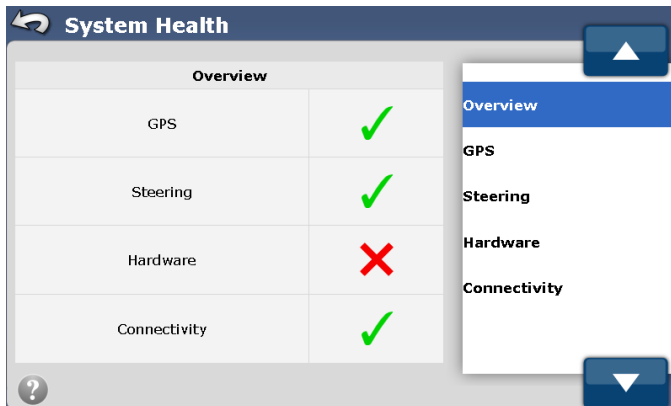 System Health
Overview
GPS
Steering
Hardware
Connectivity
Overview
GPS
Steering
Hardware
Connectivity
?